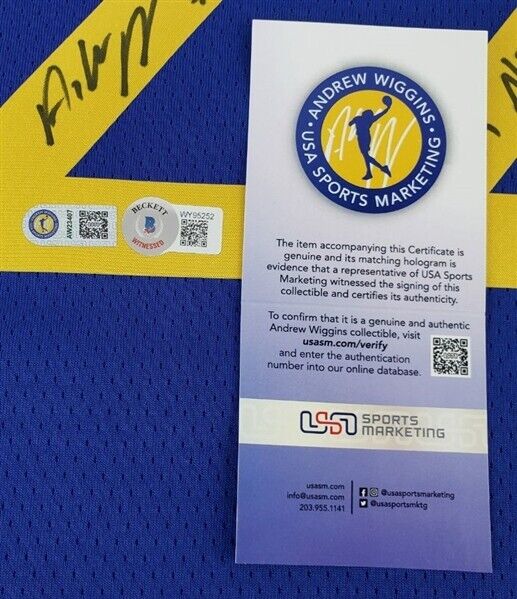 ANDREW WIGGINS
USA SPORTS MARKETING
AW23407
BECKETT
B
WITNESSED
WY95252
The item accompanying this Certificate is
genuine and its matching hologram is
evidence that a representative of USA Sports
Marketing witnessed the signing of this
collectible and certifies its authenticity.
To confirm that it is a genuine and authentic
Andrew Wiggins collectible, visit
usasm.com/verify
and enter the authentication
number into our online database.
USA SPORTS
MARKETING
usasm.com
info@usasm.com
203.955.1141
@usasportsmarketing
@usasportsmktg